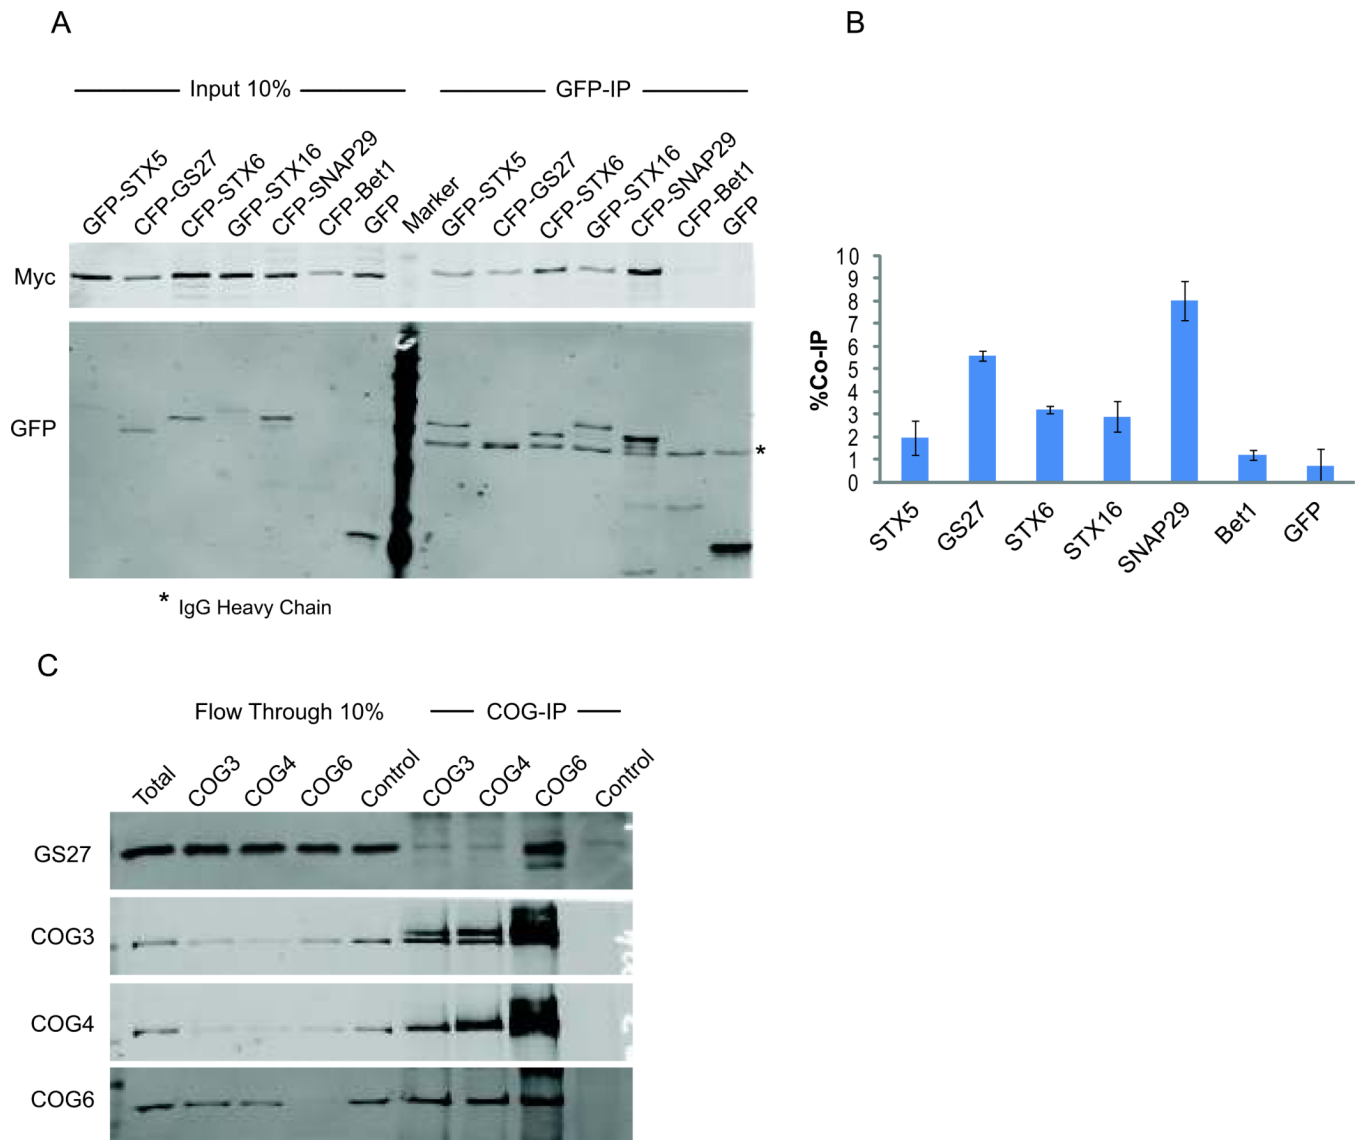 A
Input 10%
GFP-IP
GFP-STX5
CFP-GS27
CFP-STX6
GFP-STX16
CFP-SNAP29
CFP-Bet1
GFP
Marker
GFP-STX5
CFP-GS27
CFP-STX6
GFP-STX16
CFP-SNAP29
CFP-Bet1
GFP
Myc
GFP
*
* IgG Heavy Chain
B
%Co-IP
10
9
8
7
6
5
4
3
2
1
0
STX5
GS27
STX6
STX16
SNAP29
Bet1
GFP
C
Flow Through 10%
COG-IP
Total
COG3
COG4
COG6
Control
COG3
COG4
COG6
Control
GS27
COG3
COG4
COG6